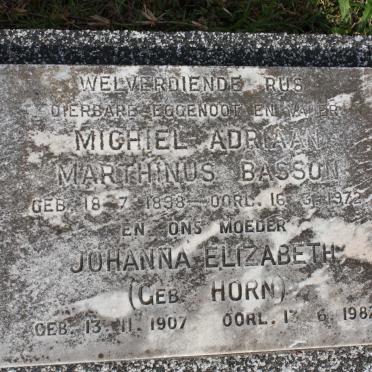 WELVERDIENDE RUS
DIERBARE EGGENOOT EN VADER
MICHIEL ADRIAAN
MARTHINUS BASSON
GEB. 18-7-1898 - OORL. 16-3-1972
EN ONS MOEDER
JOHANNA ELIZABETH
(GEB. HORN)
GEB. 13.11.1907 OORL. 13.6.1987